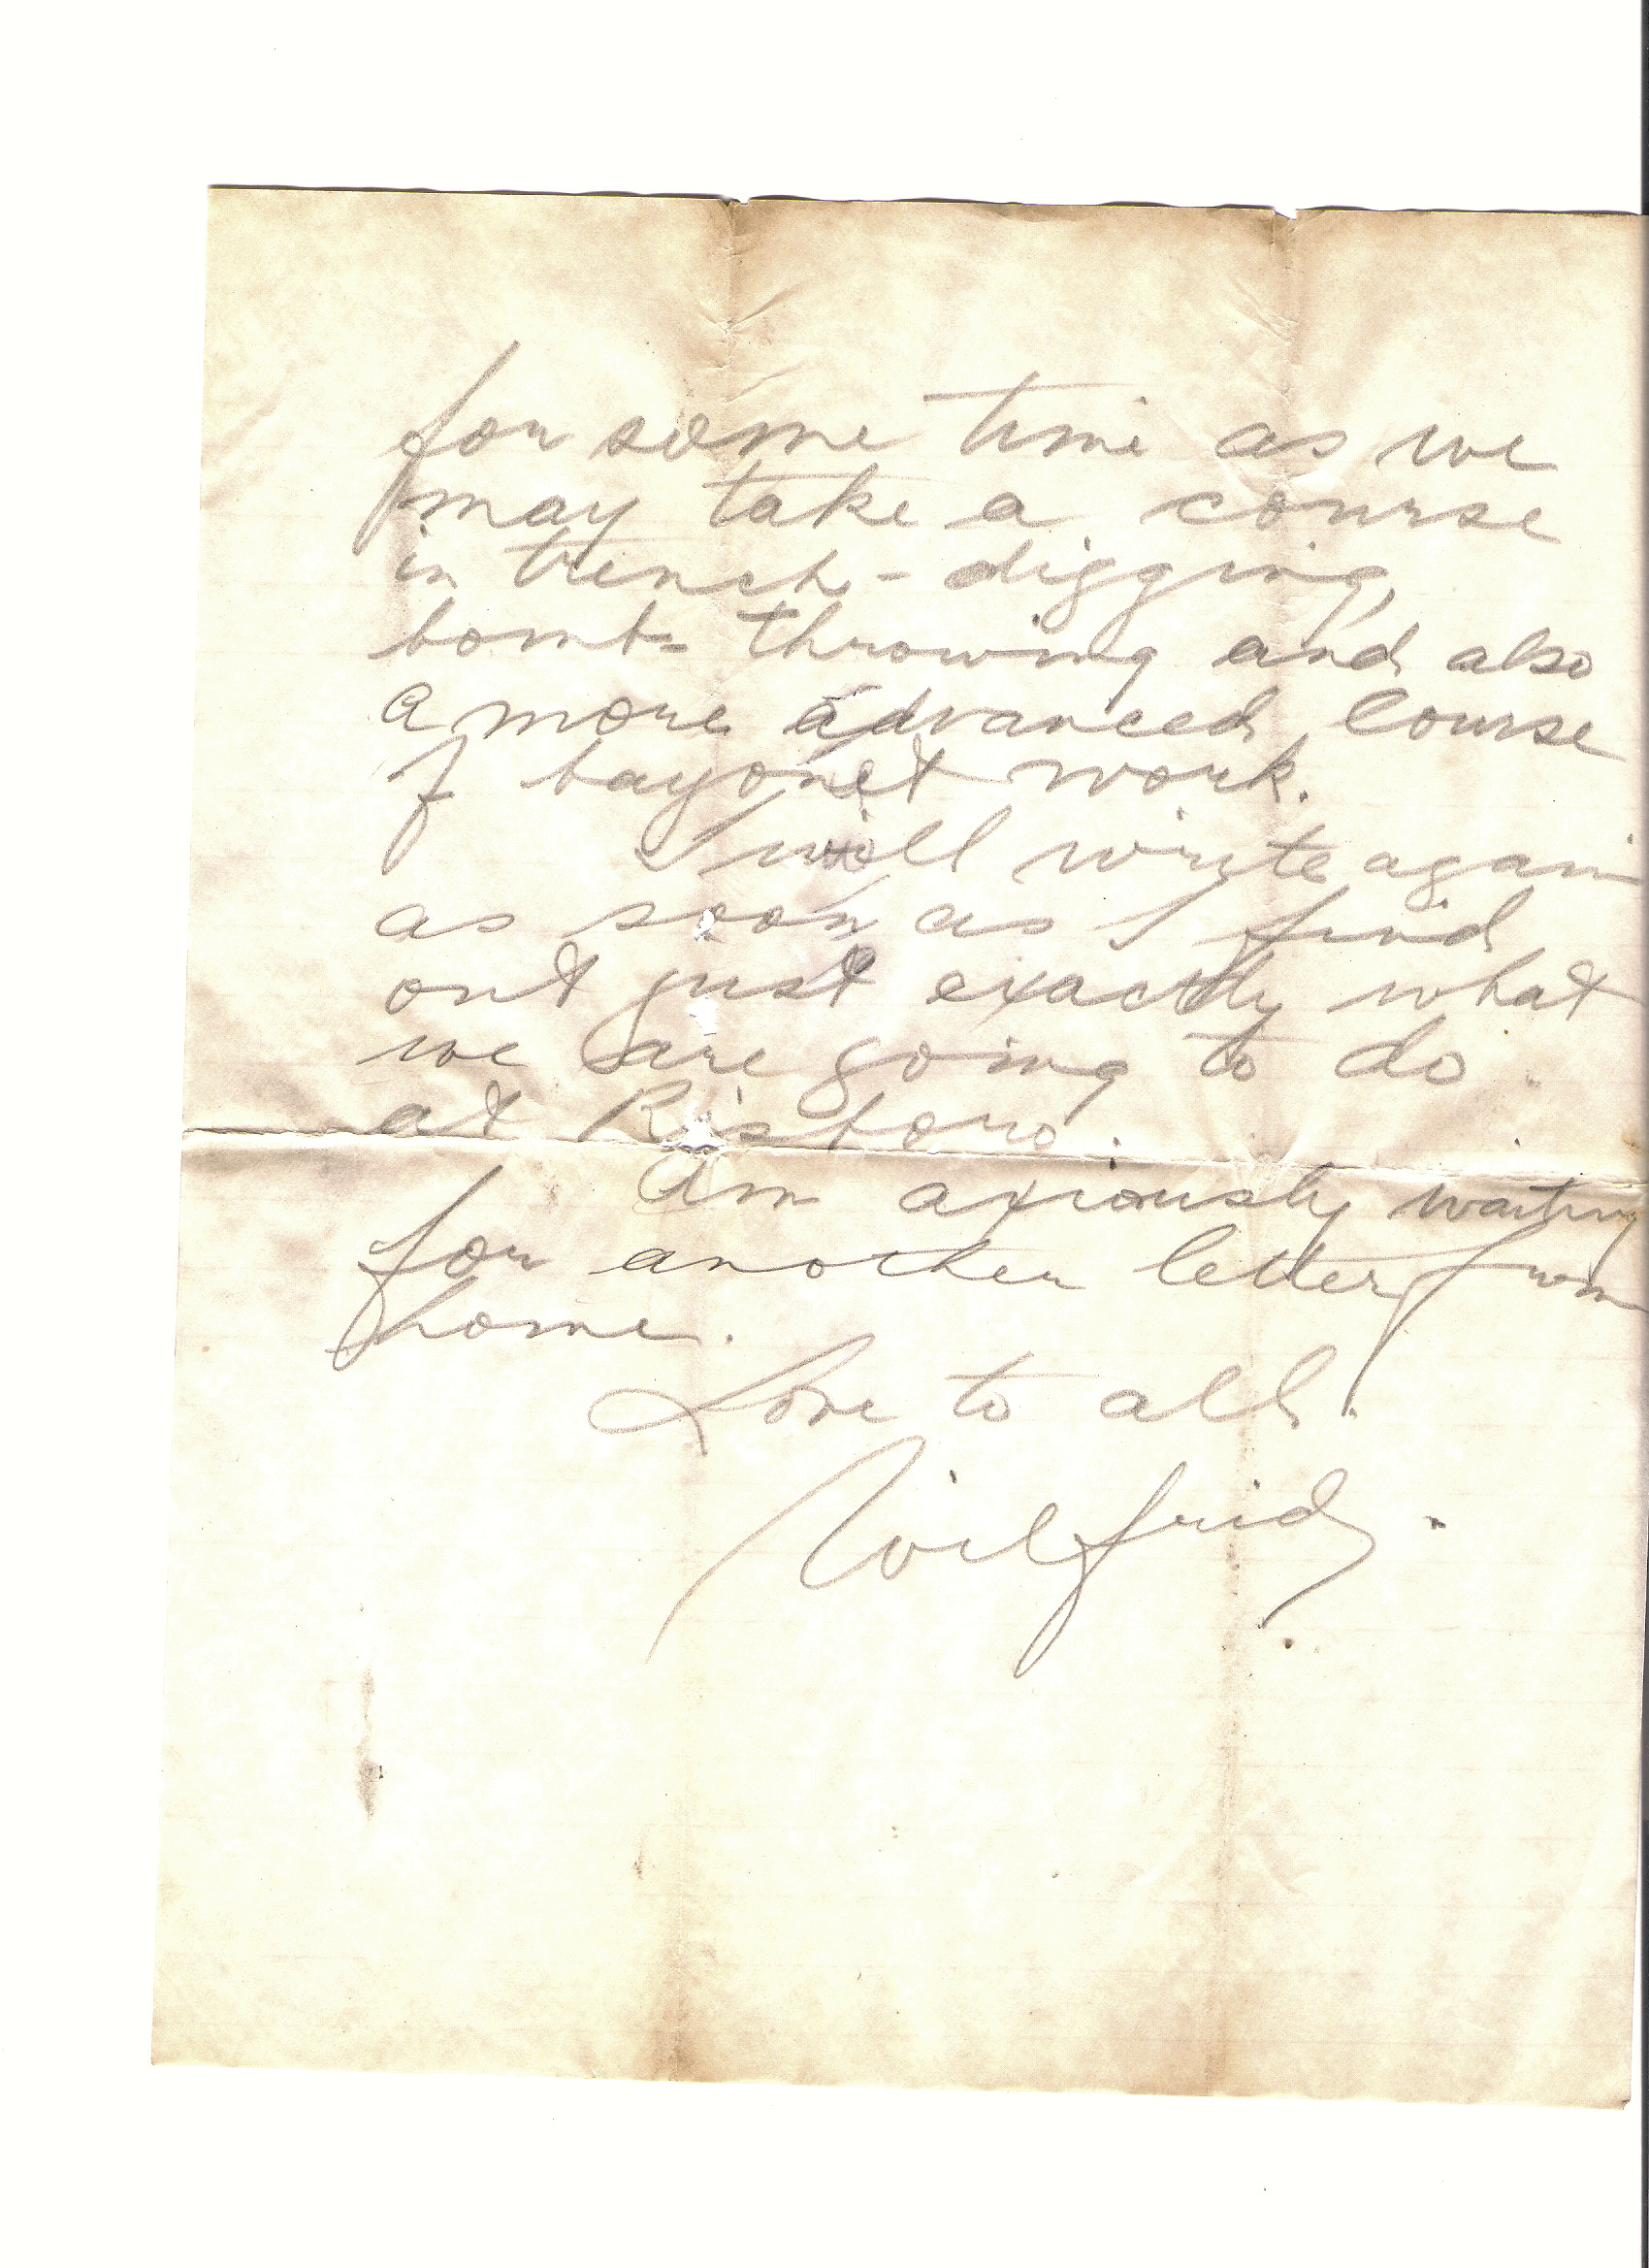 for some time as we
may take a course
in trench-digging,
bomb-throwing and also
a more advanced course
of bayonet work.
I will write again
as soon as I find
out just exactly what
we are going to do
at Risboro.
Am axiously waiting
for another letter from
home.
Love to all.
Wilfrid.